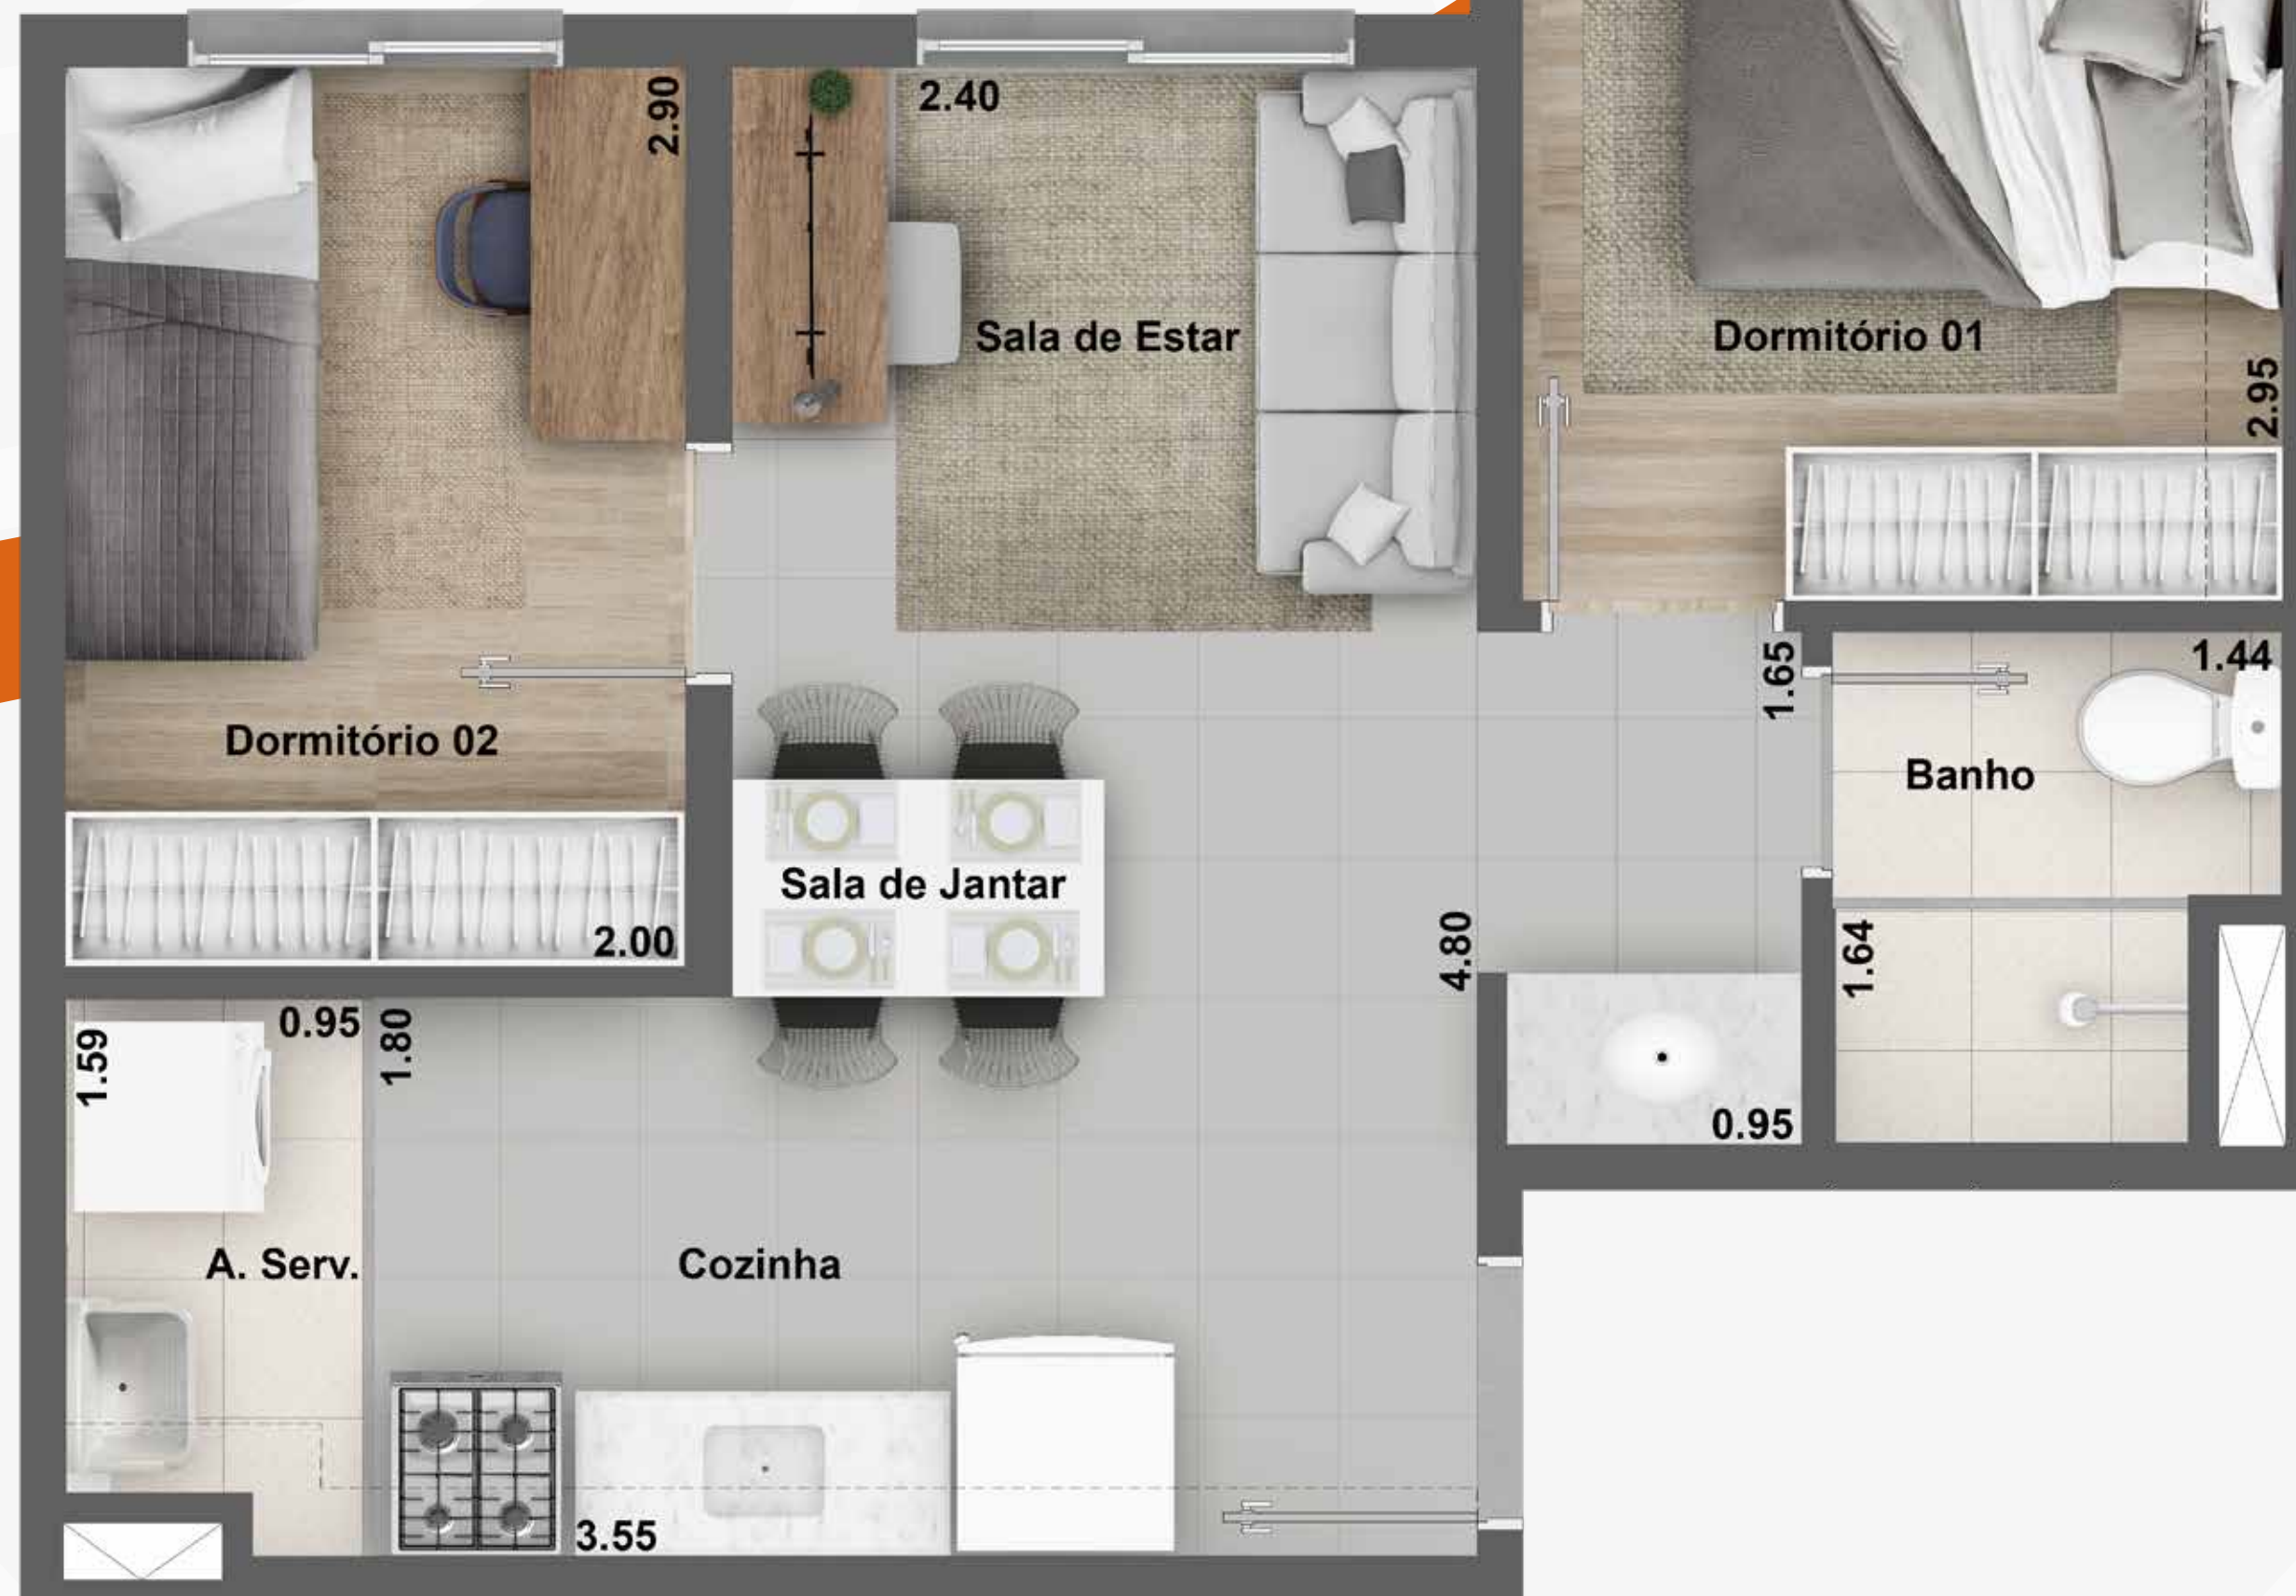 2.90
2.40
Sala de Estar
Dormitório 01
2.95
1.65
1.44
Dormitório 02
Banho
Sala de Jantar
2.00
4.80
1.64
1.59
0.95
1.80
0.95
A. Serv.
Cozinha
3.55